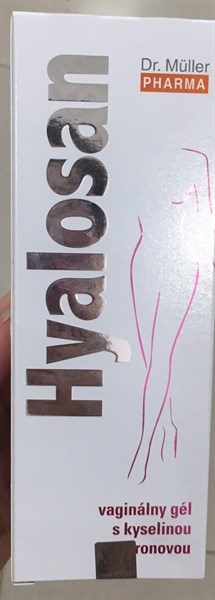 Dr. Müller
PHARMA
Hyalosan
vaginálny gél
s kyselinou